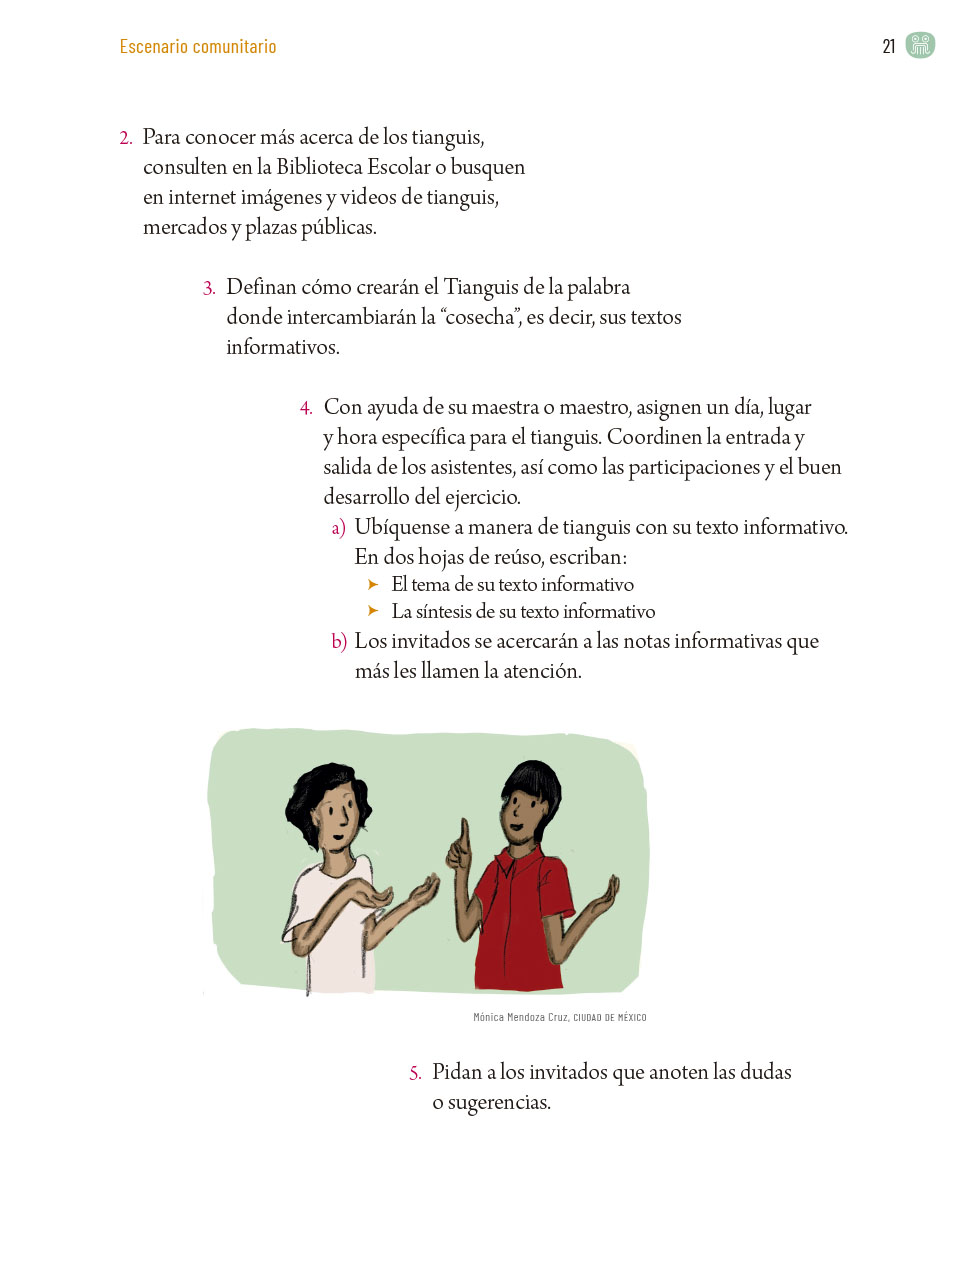 Escenario comunitario
21
2. Para conocer más acerca de los tianguis,
consulten en la Biblioteca Escolar o busquen
en internet imágenes y videos de tianguis,
mercados y plazas públicas.
3. Definan cómo crearán el Tianguis de la palabra
donde intercambiarán la “cosecha”, es decir, sus textos
informativos.
4. Con ayuda de su maestra o maestro, asignen un día, lugar
y hora específica para el tianguis. Coordinen la entrada y
salida de los asistentes, así como las participaciones y el buen
desarrollo del ejercicio.
a) Ubíquense a manera de tianguis con su texto informativo.
En dos hojas de reúso, escriban:
➤ El tema de su texto informativo
➤ La síntesis de su texto informativo
b) Los invitados se acercarán a las notas informativas que
más les llamen la atención.
Mónica Mendoza Cruz, CIUDAD DE MÉXICO
5. Pidan a los invitados que anoten las dudas
o sugerencias.